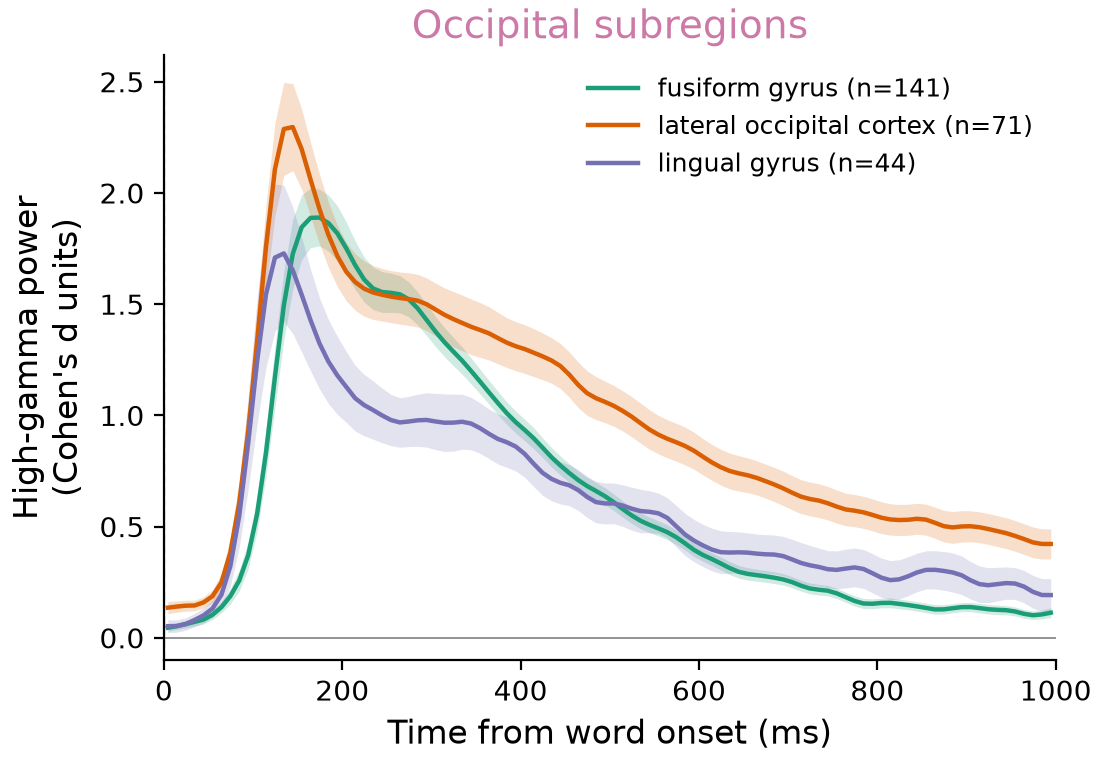 Occipital subregions
fusiform gyrus (n=141)
lateral occipital cortex (n=71)
lingual gyrus (n=44)
High-gamma power
(Cohen's d units)
2.5
2.0
1.5
1.0
0.5
0.0
0 200 400 600 800 1000
Time from word onset (ms)